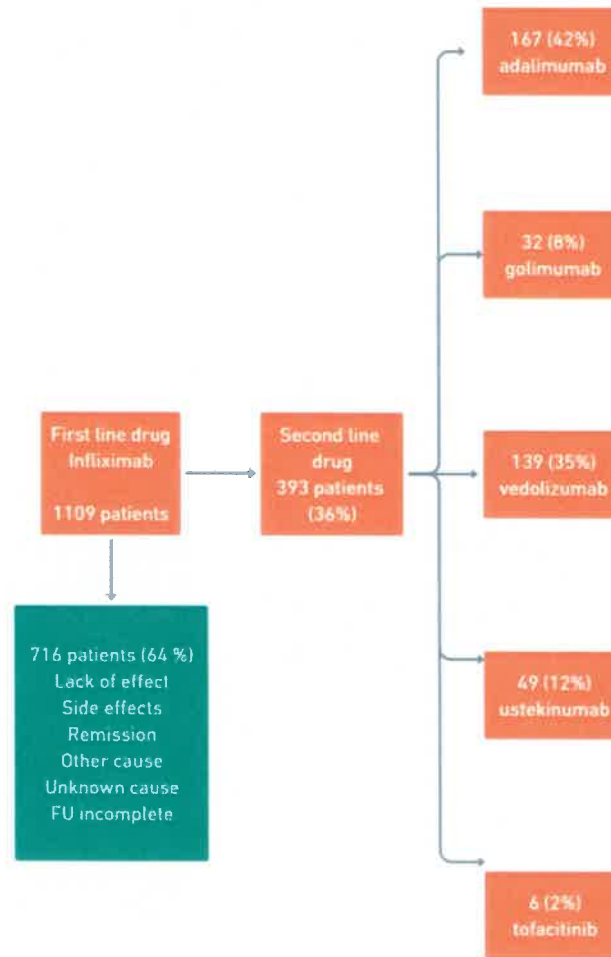 167 (42%)
adalimumab
32 (8%)
golimumab
First line drug
Infliximab
1109 patients
Second line
drug
393 patients
(36%)
139 (35%)
vedolizumab
716 patients (64 %)
Lack of effect
Side effects
Remission
Other cause
Unknown cause
FU incomplete
49 (12%)
ustekinumab
6 (2%)
tofacitinib